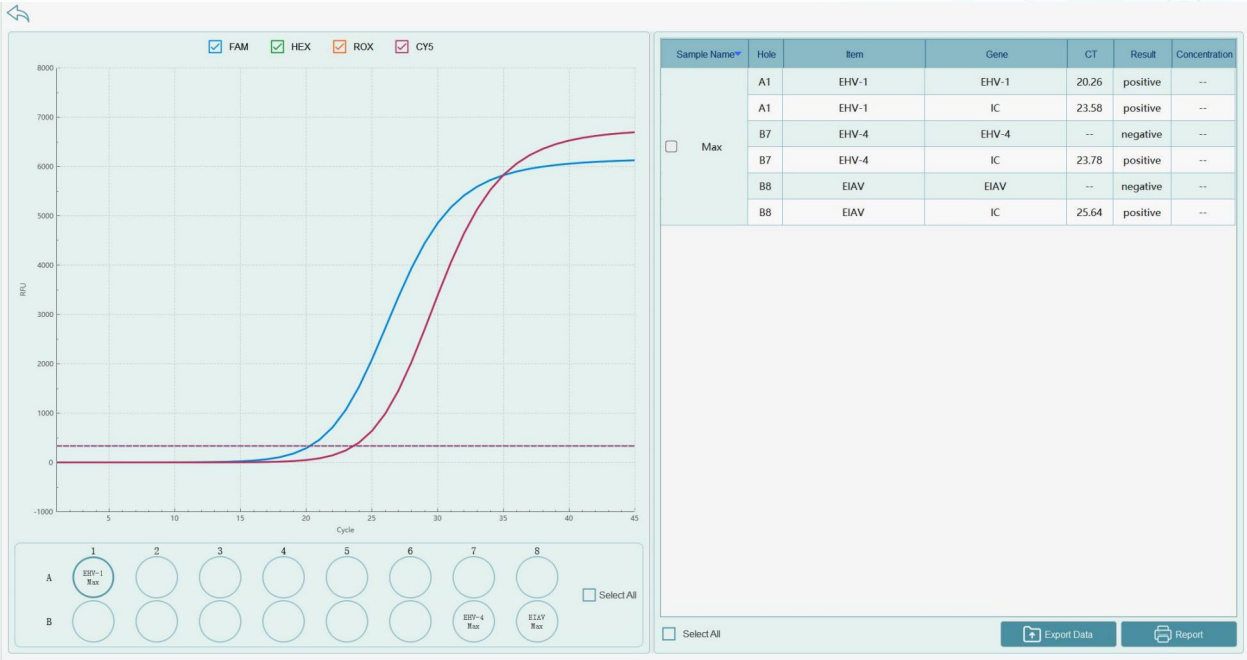 FAM HEX ROX CY5
8000
7000
6000
5000
4000
3000
2000
1000
0
-1000
RFU
5 10 15 20 25 30 35 40 45
Cycle
1 2 3 4 5 6 7 8
A
EHV-1
Max
Select All
B
EHV-4
Max
EIAV
Max
Sample Name Hole Item Gene CT Result Concentration
A1 EHV-1 EHV-1 20.26 positive --
A1 EHV-1 IC 23.58 positive --
B7 EHV-4 EHV-4 -- negative --
Max
B7 EHV-4 IC 23.78 positive --
B8 EIAV EIAV -- negative --
B8 EIAV IC 25.64 positive --
Select All
Export Data
Report